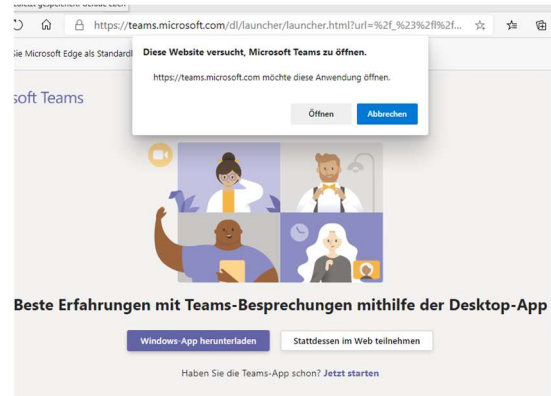 https://teams.microsoft.com/dl/launcher/launcher.html?url=%2f_%23%2fl%2f...
Sie Microsoft Edge als Standard
Diese Website versucht, Microsoft Teams zu öffnen.
https://teams.microsoft.com möchte diese Anwendung öffnen.
Öffnen
Abbrechen
soft Teams
Beste Erfahrungen mit Teams-Besprechungen mithilfe der Desktop-App
Windows-App herunterladen
Stattdessen im Web teilnehmen
Haben Sie die Teams-App schon? Jetzt starten